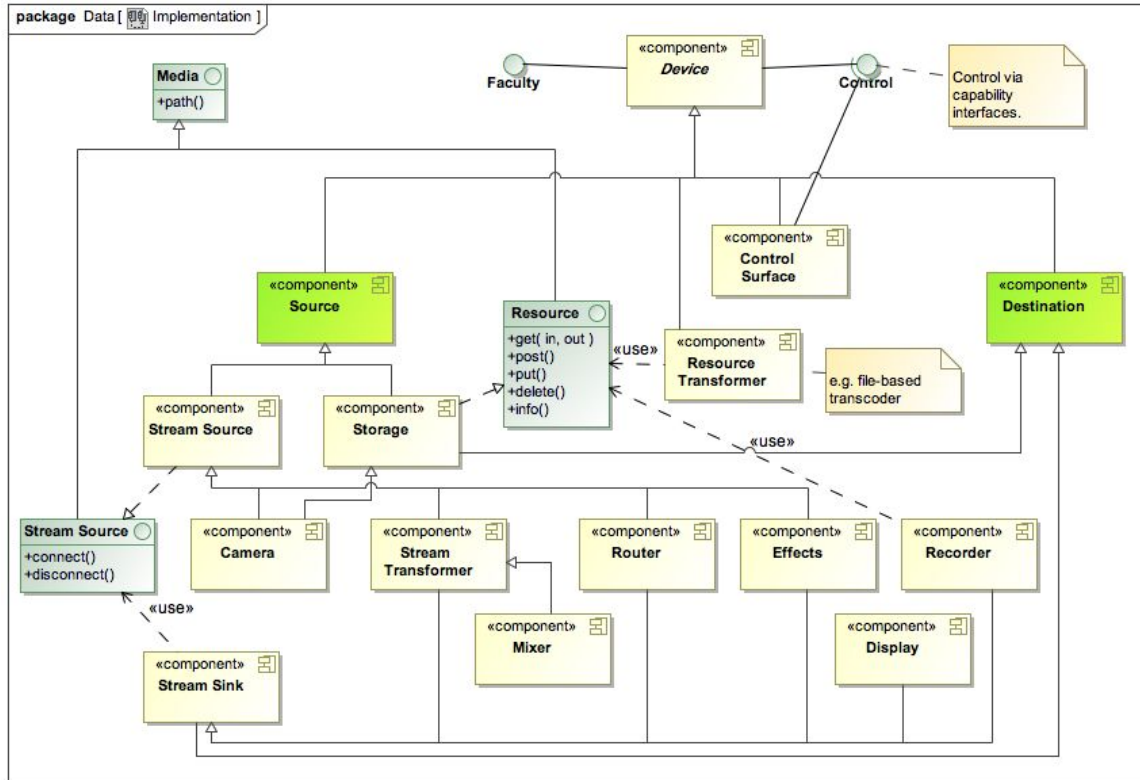 package Data [ Implementation ]
Media
+path()
Faculty
«component»
Device
Control
Control via
capability
interfaces.
«component»
Control
Surface
«component»
Source
Resource
+get( in, out )
+post()
+put()
+delete()
+info()
«component»
Destination
«use»
«component»
Resource
Transformer
e.g. file-based
transcoder
«component»
Stream Source
«component»
Storage
«use»
Stream Source
+connect()
+disconnect()
«component»
Camera
«component»
Stream
Transformer
«component»
Router
«component»
Effects
«component»
Recorder
«use»
«component»
Mixer
«component»
Display
«component»
Stream Sink